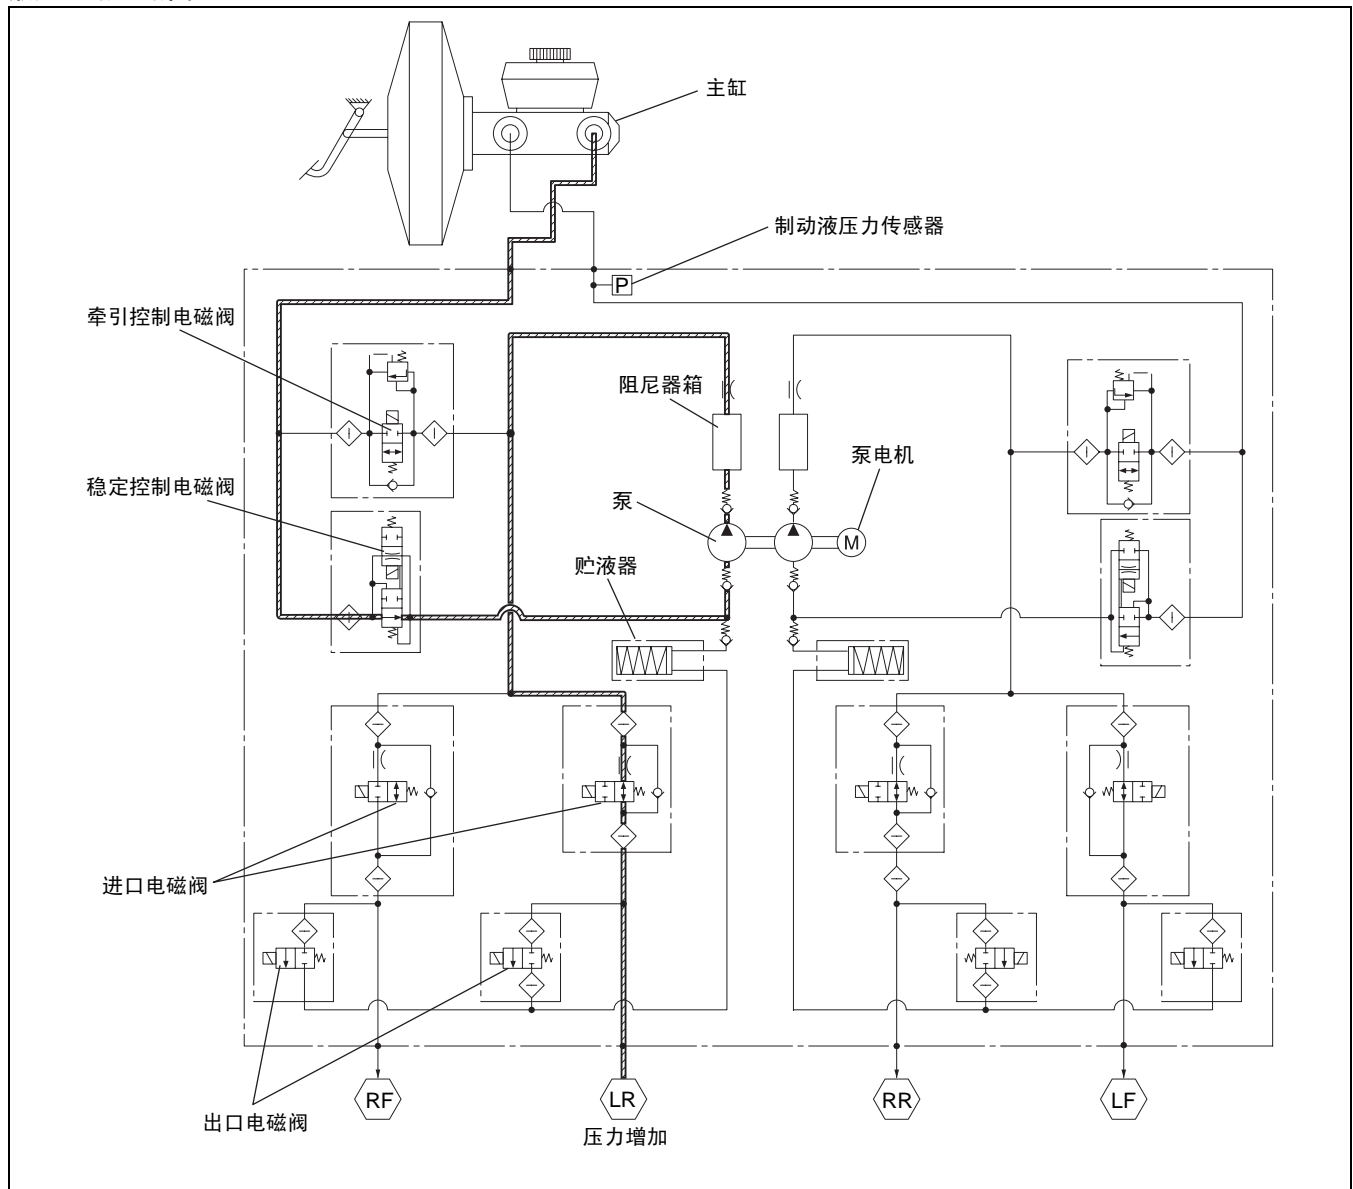 主缸
制动液压力传感器
P
牵引控制电磁阀
阻尼器箱
泵电机
稳定控制电磁阀
泵
M
贮液器
进口电磁阀
RF
LR
RR
LF
出口电磁阀
压力增加